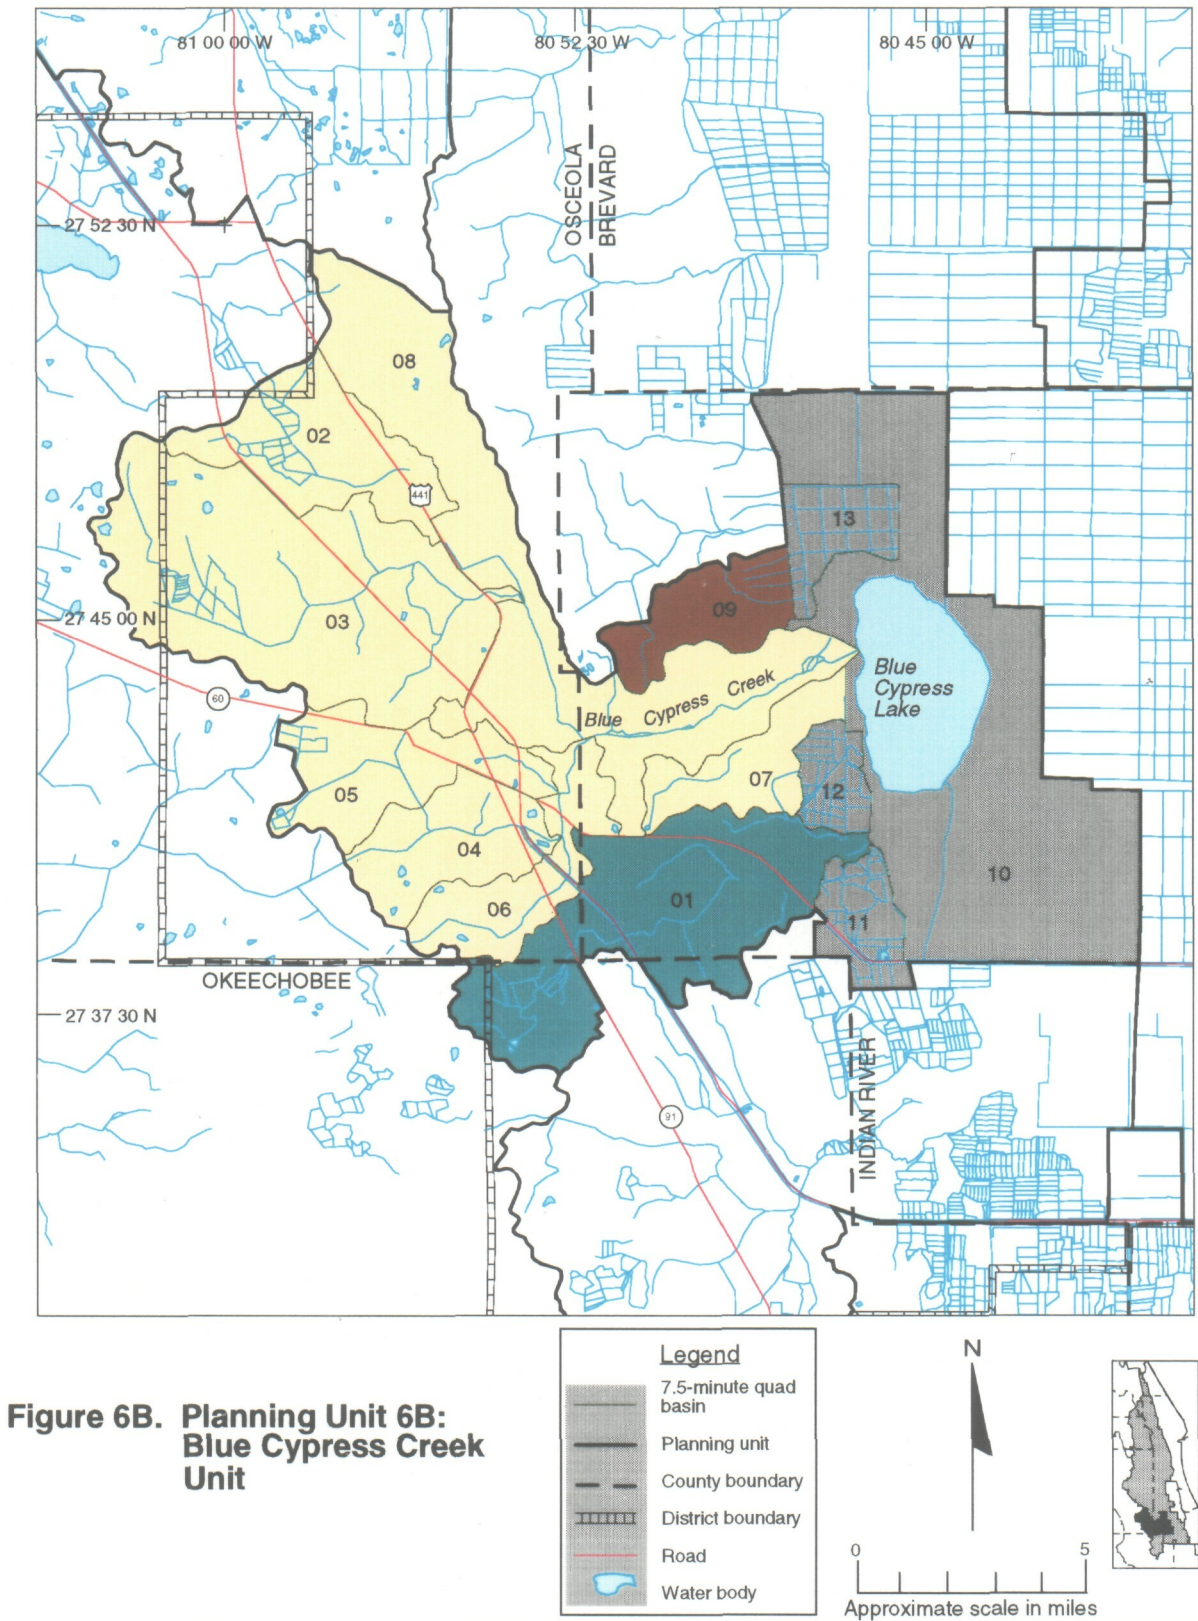 81 00 00 W
80 52 30 W
80 45 00 W
OSCEOLA
BREVARD
27 52 30 N
08
02
441
13
09
27 45 00 N
03
Blue
Cypress
Lake
60
Blue Cypress Creek
07
12
05
04
10
01
06
11
OKEECHOBEE
27 37 30 N
INDIAN RIVER
91
Figure 6B. Planning Unit 6B:
Blue Cypress Creek
Unit
Legend
7.5-minute quad
basin
Planning unit
County boundary
District boundary
Road
Water body
N
0 5
Approximate scale in miles